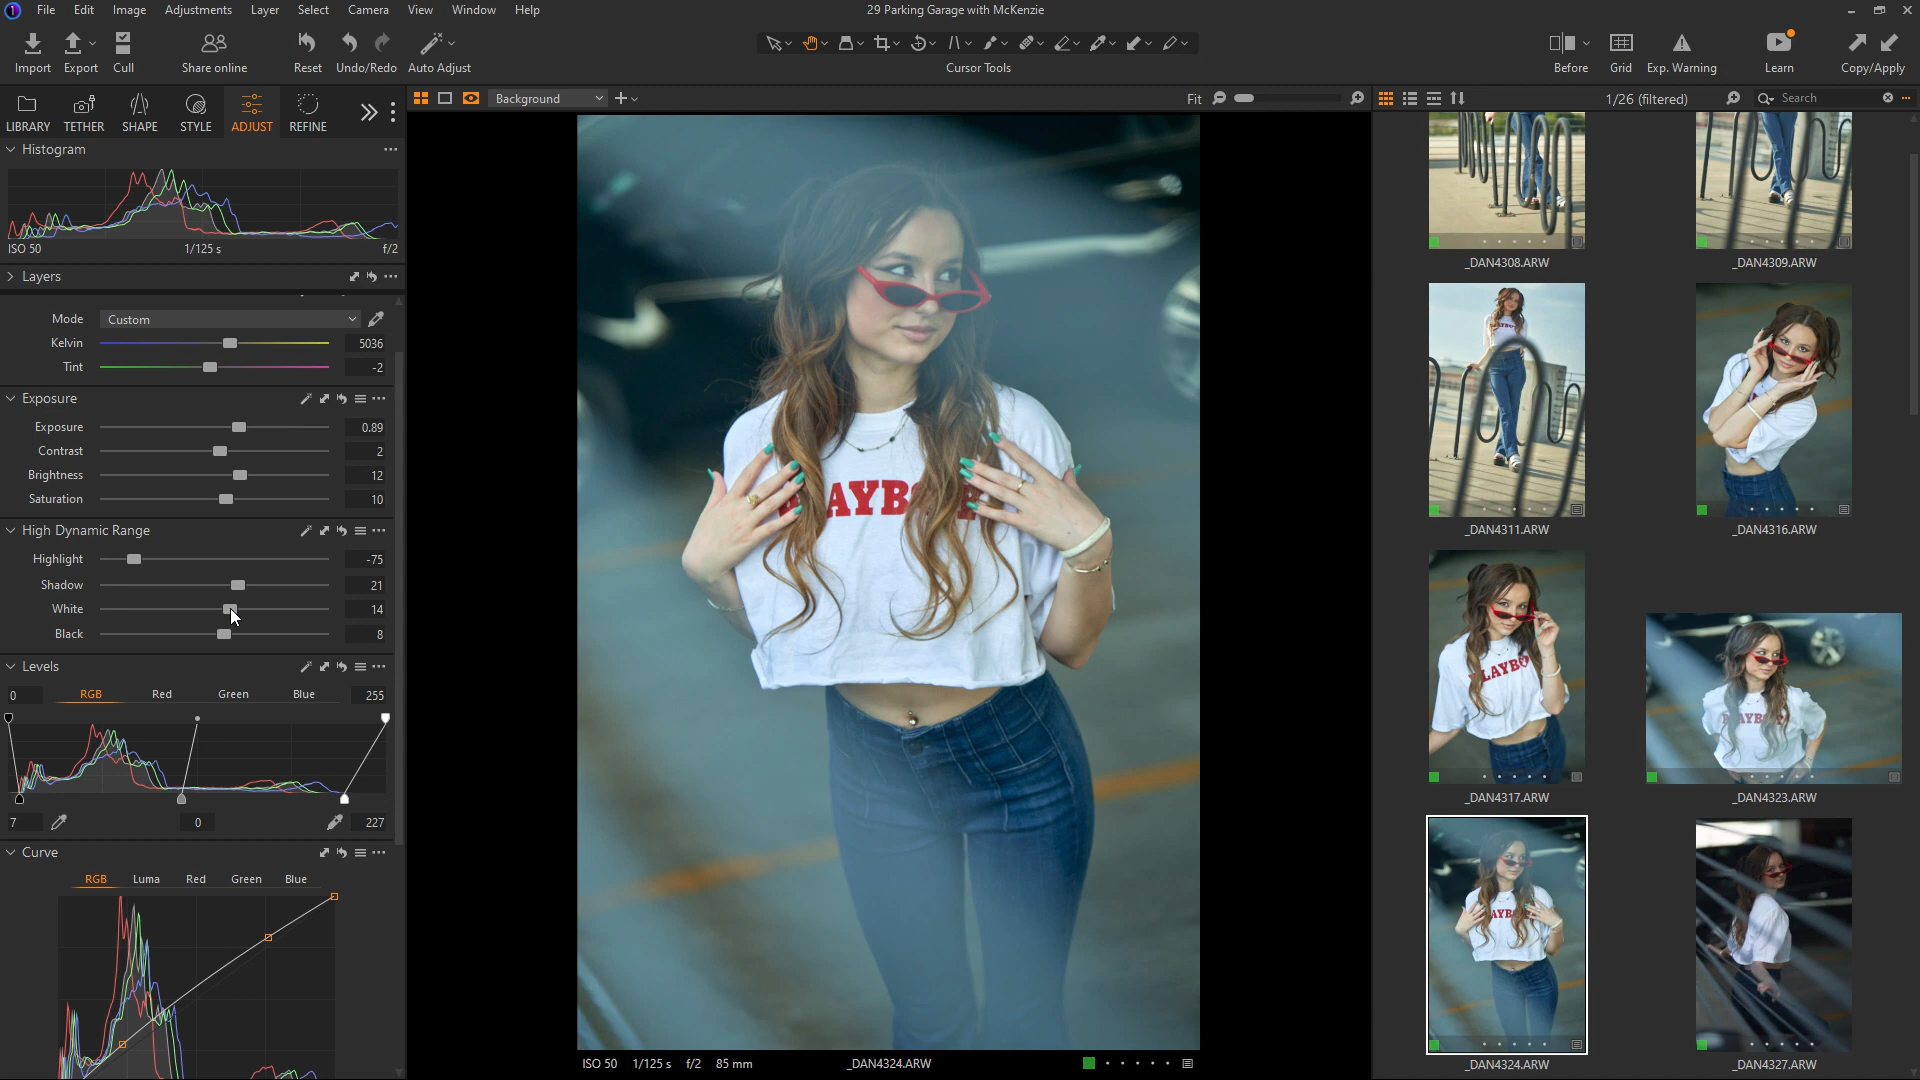 File Edit Image Adjustments Layer Select Camera View Window Help
29 Parking Garage with McKenzie
Import Export Cull Share online Reset Undo/Redo Auto Adjust
Cursor Tools
Before Grid Exp. Warning Learn Copy/Apply
LIBRARY TETHER SHAPE STYLE ADJUST REFINE
Background
Fit
1/26 (filtered)
Search
Histogram
ISO 50 1/125 s f/2
Layers
Mode Custom
Kelvin 5036
Tint -2
Exposure
Exposure 0.89
Contrast 2
Brightness 12
Saturation 10
High Dynamic Range
Highlight -75
Shadow 21
White 14
Black 8
Levels
0 RGB Red Green Blue 255
7 0 227
Curve
RGB Luma Red Green Blue
AYB
ISO 50 1/125 s f/2 85 mm _DAN4324.ARW
_DAN4308.ARW _DAN4309.ARW
_DAN4311.ARW _DAN4316.ARW
LAYBO
_DAN4317.ARW _DAN4323.ARW
AYB
_DAN4324.ARW _DAN4327.ARW